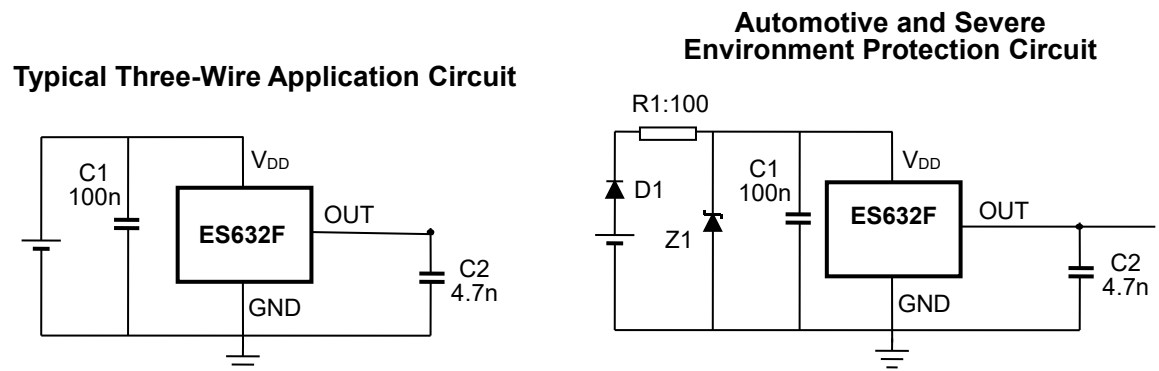 Typical Three-Wire Application Circuit
C1
100n
VDD
ES632F
OUT
GND
C2
4.7n
Automotive and Severe
Environment Protection Circuit
R1:100
D1
Z1
C1
100n
VDD
ES632F
OUT
GND
C2
4.7n